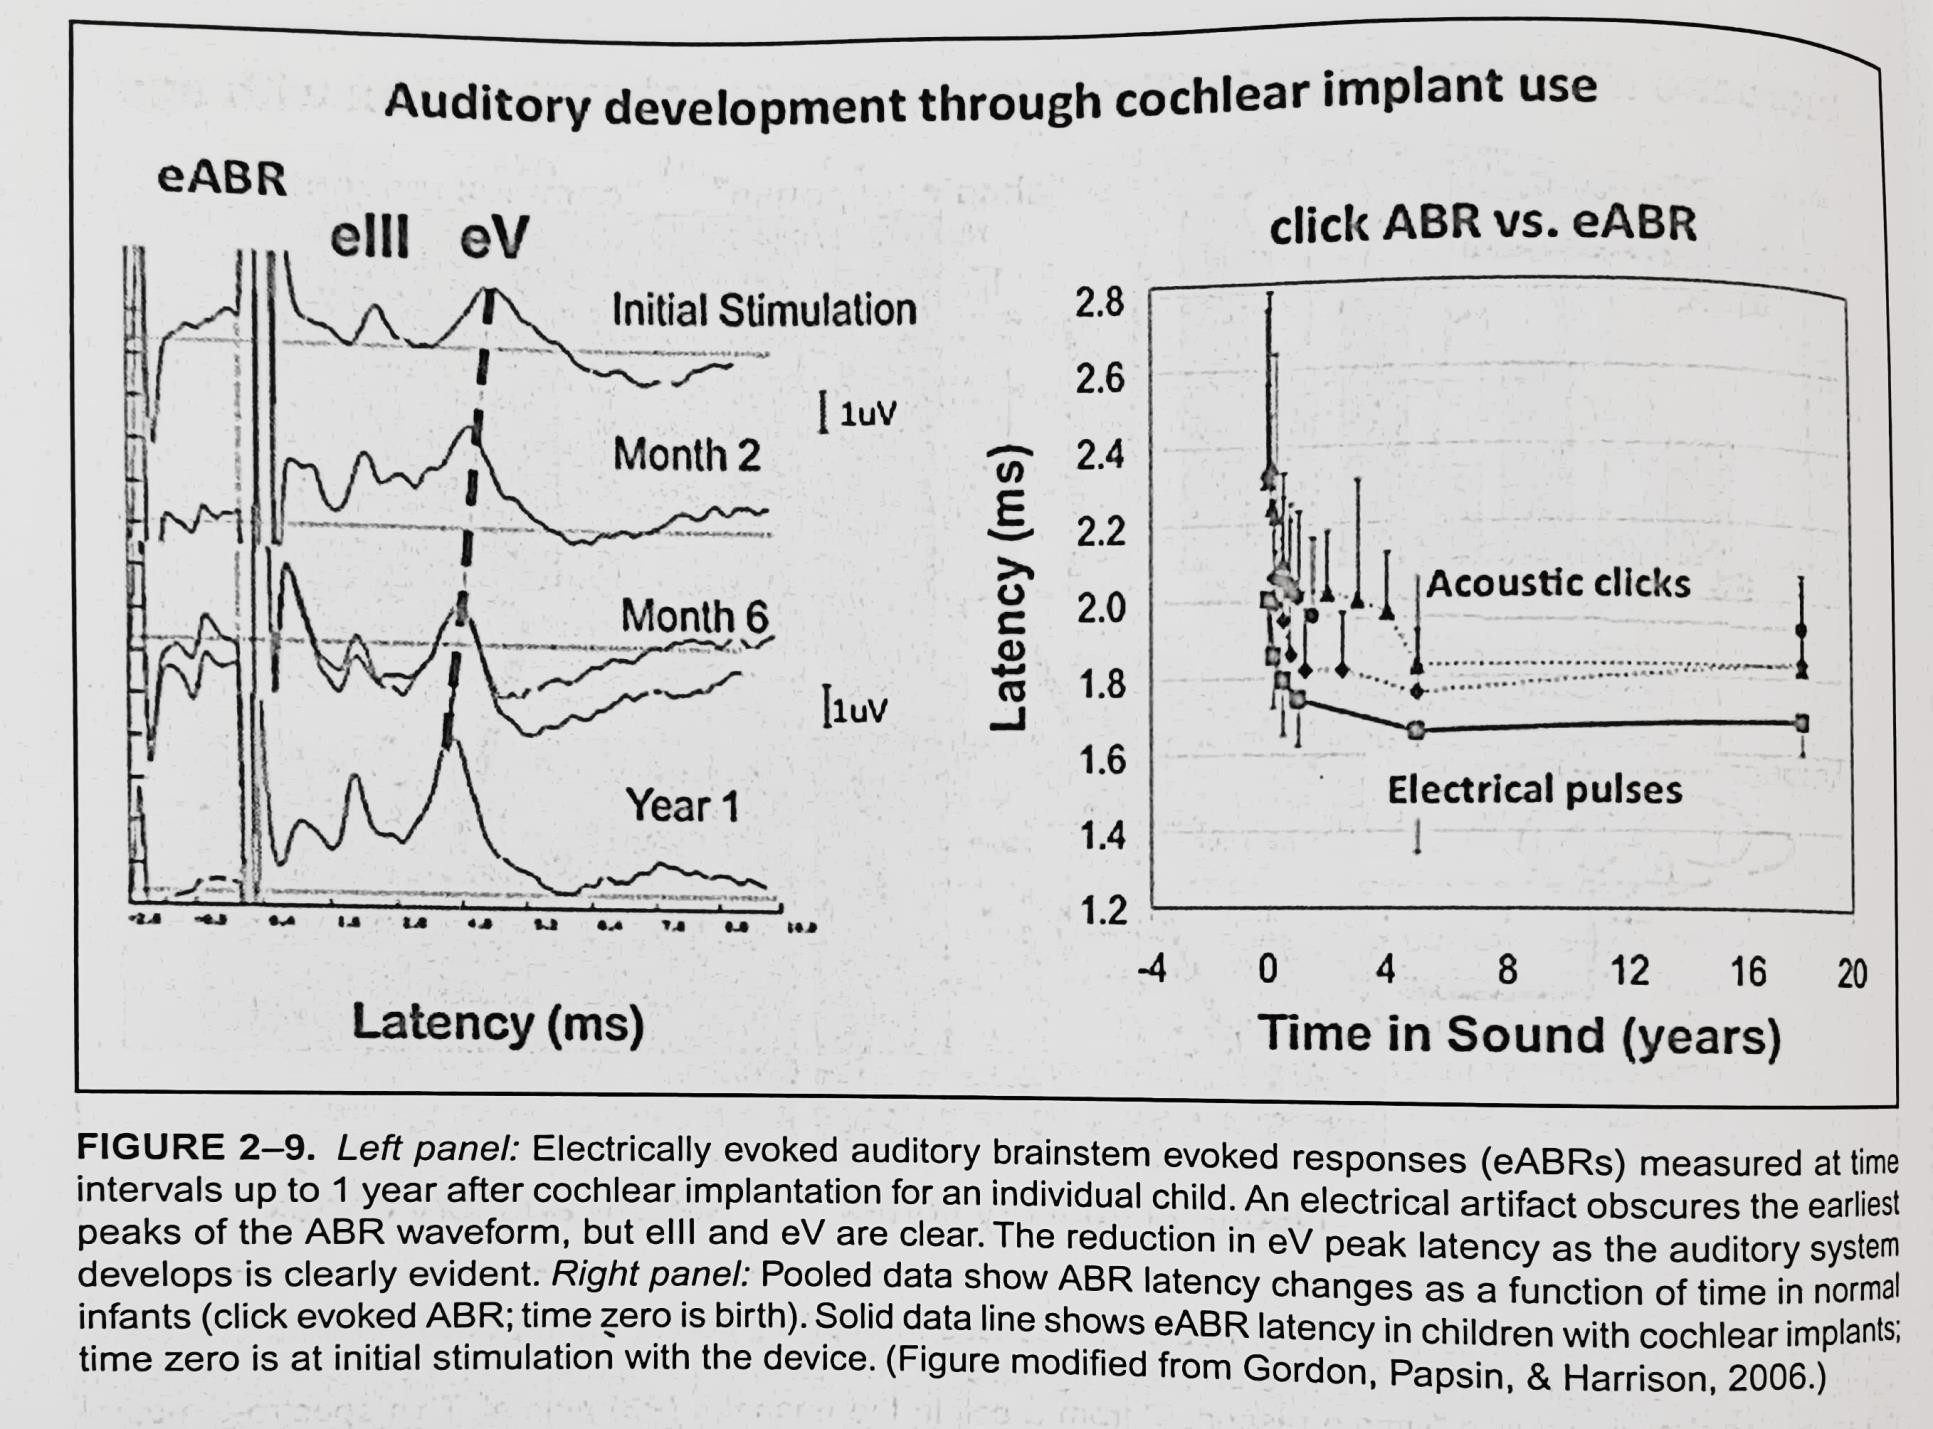 Auditory development through cochlear implant use
eABR
eIII eV
Initial Stimulation
1uV
Month 2
Month 6
1uV
Year 1
Latency (ms)
click ABR vs. eABR
2.8
2.6
2.4
2.2
2.0
1.8
1.6
1.4
1.2
Latency (ms)
Acoustic clicks
Electrical pulses
-4 0 4 8 12 16 20
Time in Sound (years)
FIGURE 2–9. Left panel: Electrically evoked auditory brainstem evoked responses (eABRs) measured at time
intervals up to 1 year after cochlear implantation for an individual child. An electrical artifact obscures the earliest
peaks of the ABR waveform, but eIII and eV are clear. The reduction in eV peak latency as the auditory system
develops is clearly evident. Right panel: Pooled data show ABR latency changes as a function of time in normal
infants (click evoked ABR; time zero is birth). Solid data line shows eABR latency in children with cochlear implants;
time zero is at initial stimulation with the device. (Figure modified from Gordon, Papsin, & Harrison, 2006.)